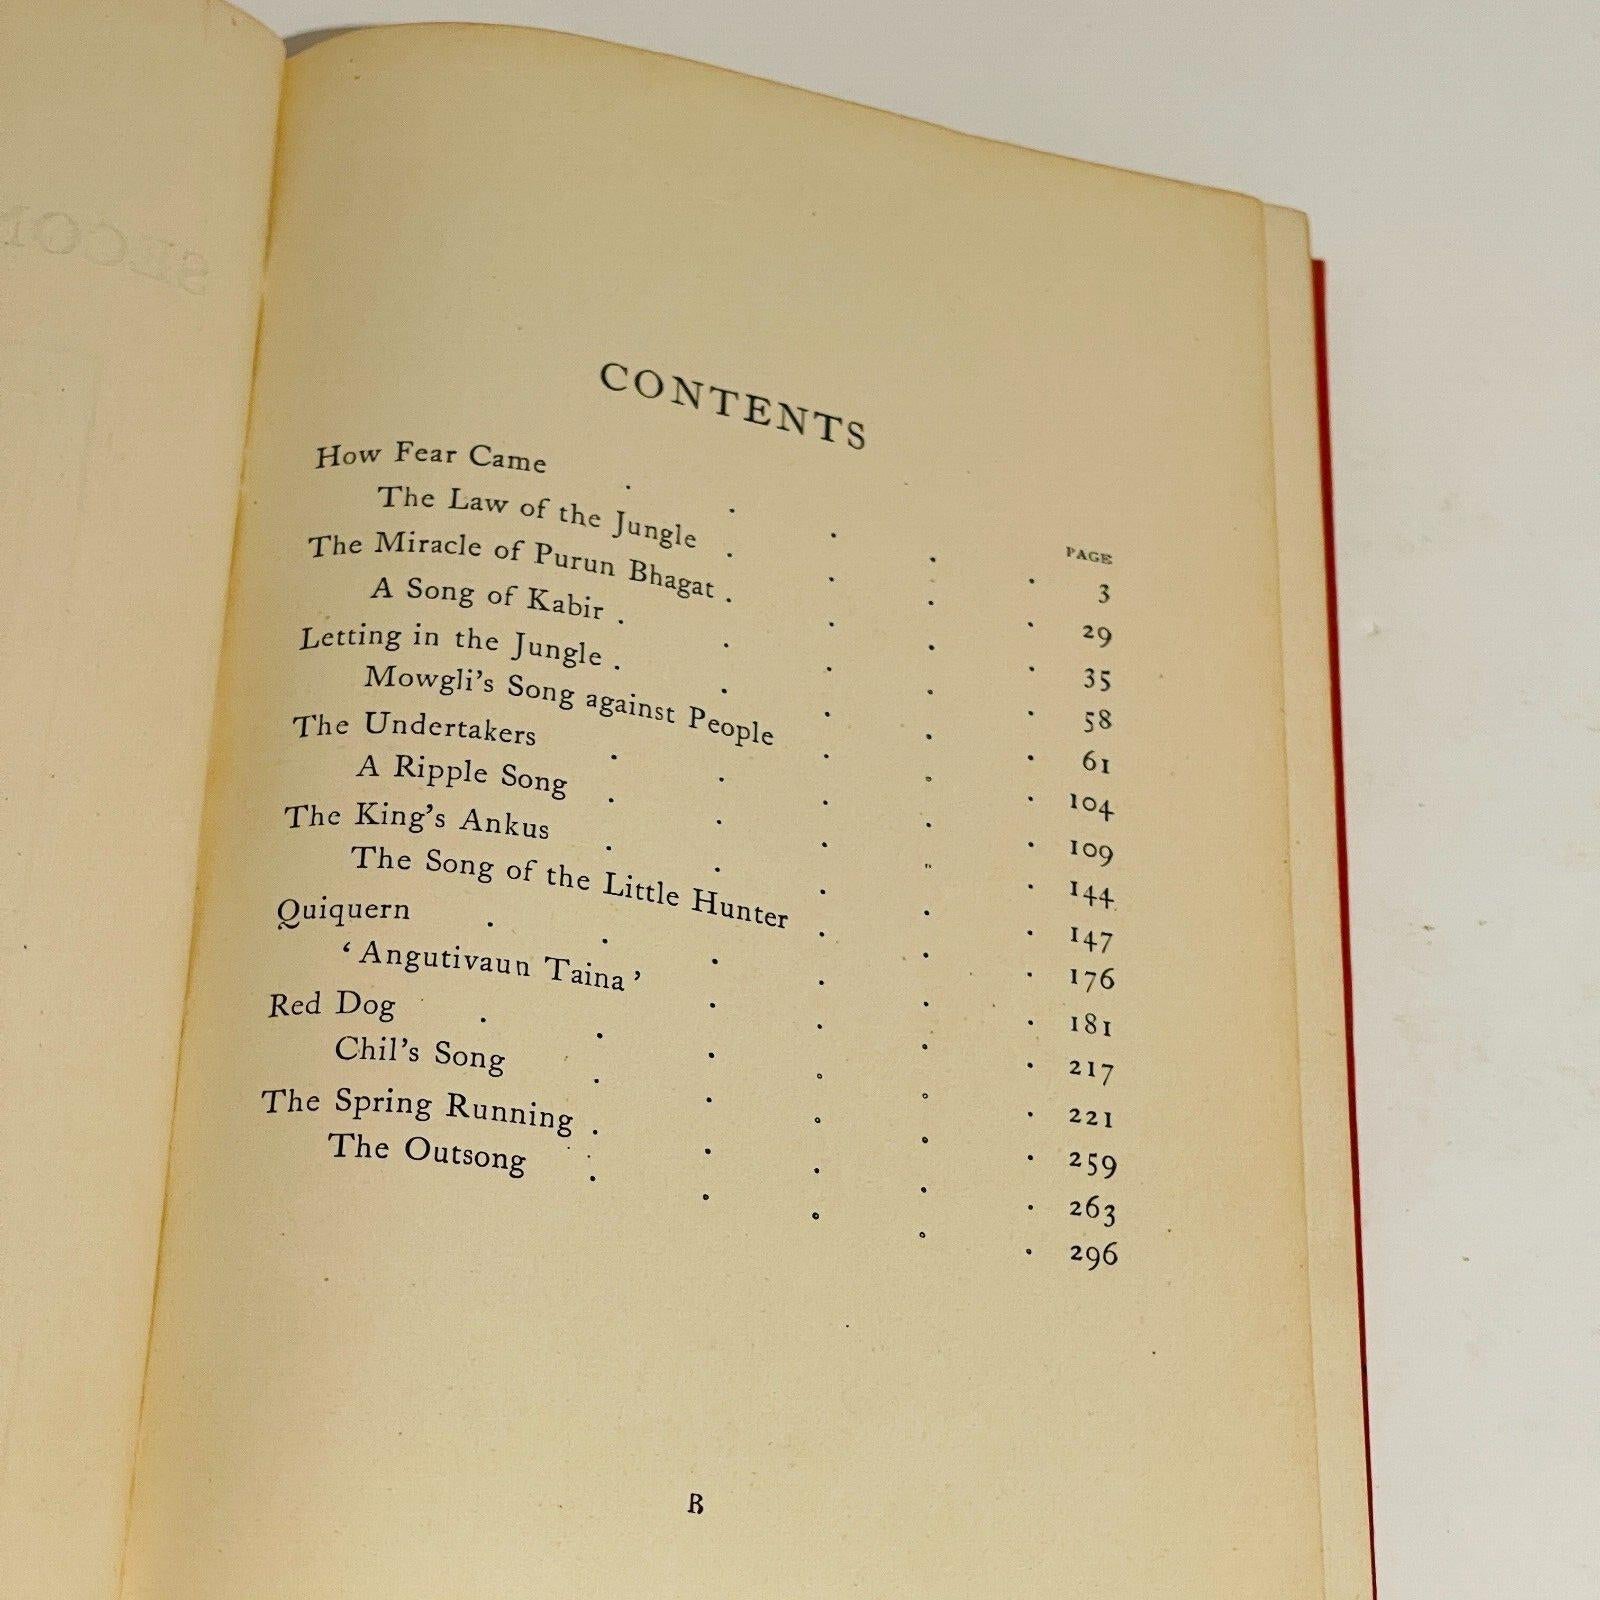 CONTENTS
PAGE
How Fear Came . . . . . 3
The Law of the Jungle . . . . 29
The Miracle of Purun Bhagat . . . . 35
A Song of Kabir . . . . . 58
Letting in the Jungle . . . . . 61
Mowgli's Song against People . . . 104
The Undertakers . . . . . 109
A Ripple Song . . . . . 144
The King's Ankus . . . . . 147
The Song of the Little Hunter . . . 176
Quiquern . . . . . . 181
‘Angutivaun Taina’ . . . . 217
Red Dog . . . . . . 221
Chil's Song . . . . . 259
The Spring Running . . . . . 263
The Outsong . . . . . 296
B